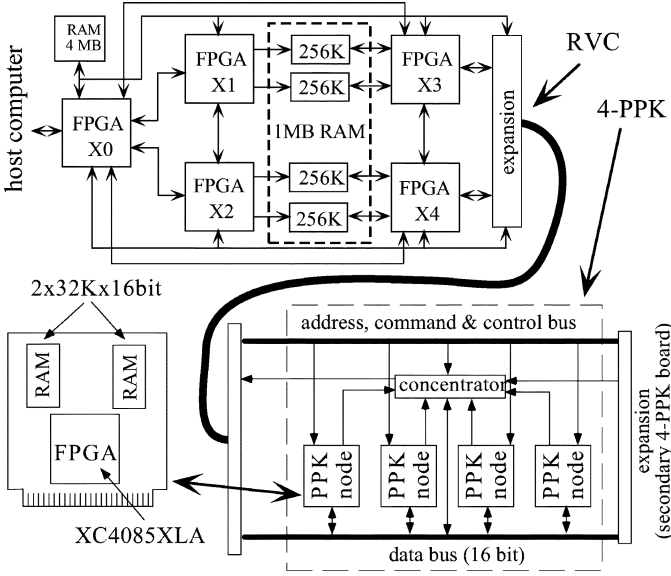 RAM
4 MB
host computer
FPGA
X0
FPGA
X1
FPGA
X2
256K
256K
1MB RAM
256K
256K
FPGA
X3
FPGA
X4
expansion
RVC
4-PPK
2x32Kx16bit
RAM
RAM
FPGA
XC4085XLA
address, command & control bus
concentrator
PPK
node
PPK
node
PPK
node
PPK
node
data bus (16 bit)
expansion
(secondary 4-PPK board)